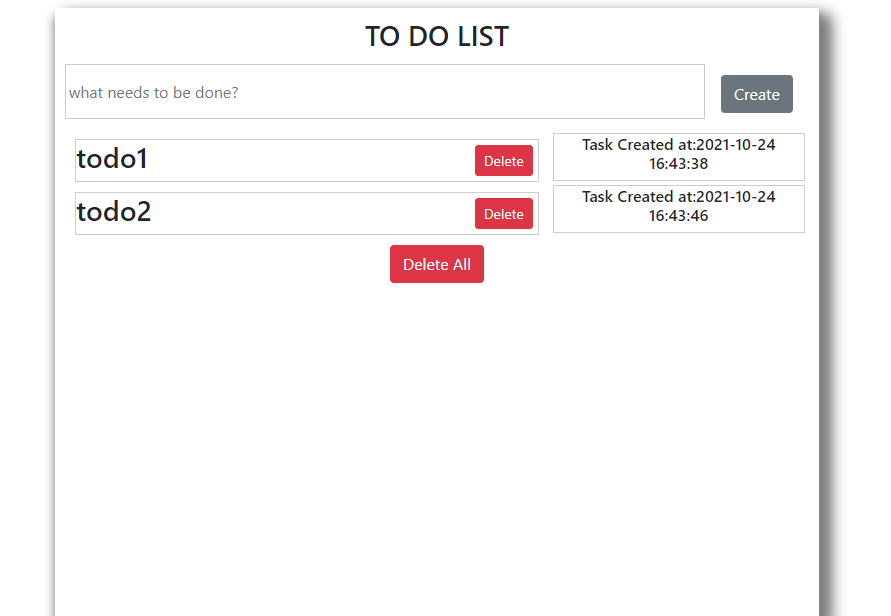 TO DO LIST
what needs to be done?
Create
todo1
Delete
Task Created at:2021-10-24
16:43:38
todo2
Delete
Task Created at:2021-10-24
16:43:46
Delete All